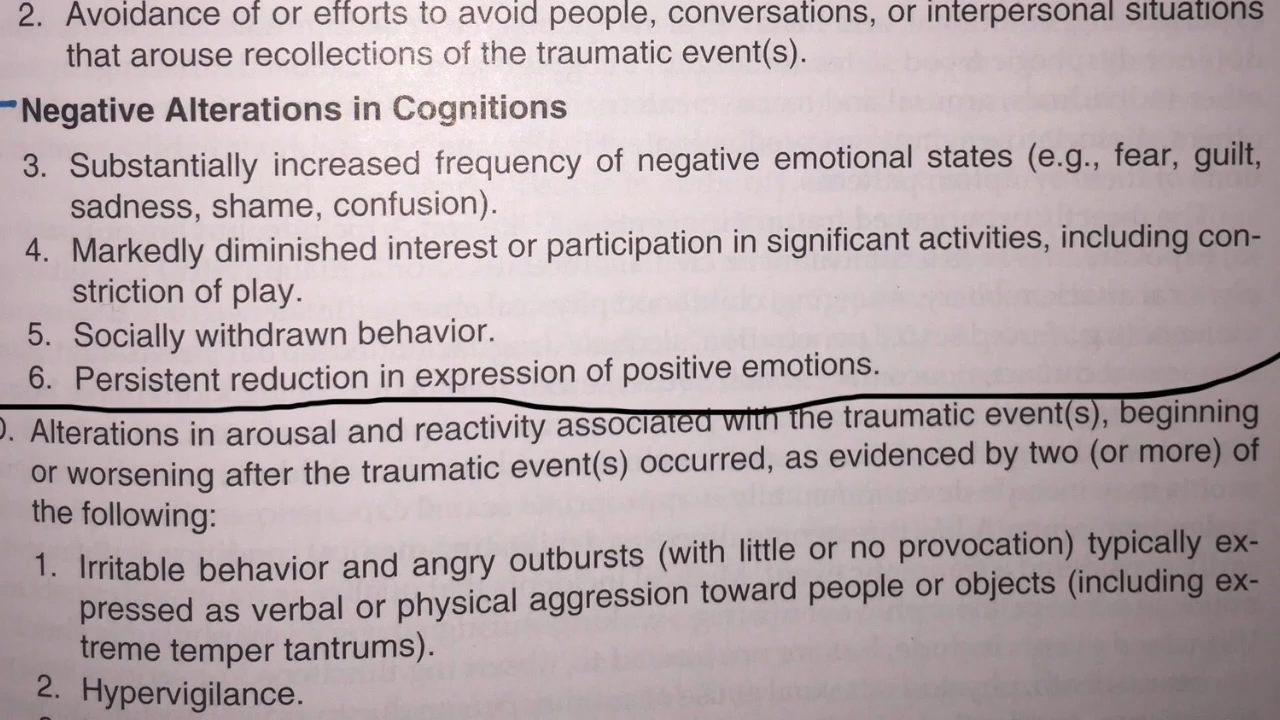 2. Avoidance of or efforts to avoid people, conversations, or interpersonal situations
that arouse recollections of the traumatic event(s).
Negative Alterations in Cognitions
3. Substantially increased frequency of negative emotional states (e.g., fear, guilt,
sadness, shame, confusion).
4. Markedly diminished interest or participation in significant activities, including con-
striction of play.
5. Socially withdrawn behavior.
6. Persistent reduction in expression of positive emotions.
D. Alterations in arousal and reactivity associated with the traumatic event(s), beginning
or worsening after the traumatic event(s) occurred, as evidenced by two (or more) of
the following:
1. Irritable behavior and angry outbursts (with little or no provocation) typically ex-
pressed as verbal or physical aggression toward people or objects (including ex-
treme temper tantrums).
2. Hypervigilance.